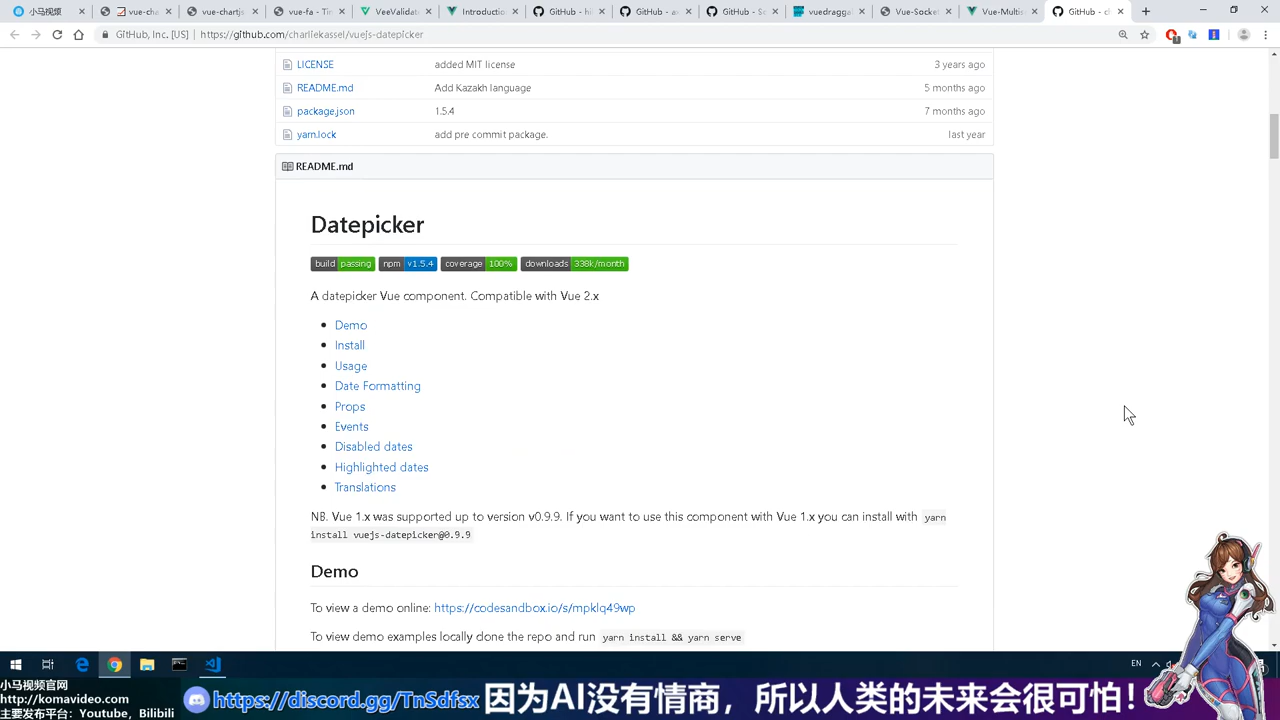 小马视频
vue-cha
vue-chartjs
vue-fa - Tim
VeeValidat
Introduction
GitHub - hi
GitHub - ax
GitHub - So
vuedragga
Vue-Socket
Vue-Multis
GitHub - ch
GitHub, Inc. [US] | https://github.com/charliekassel/vuejs-datepicker
LICENSE added MIT license 3 years ago
README.md Add Kazakh language 5 months ago
package.json 1.5.4 7 months ago
yarn.lock add pre commit package. last year
README.md
Datepicker
build passing npm v1.5.4 coverage 100% downloads 338k/month
A datepicker Vue component. Compatible with Vue 2.x
Demo
Install
Usage
Date Formatting
Props
Events
Disabled dates
Highlighted dates
Translations
NB. Vue 1.x was supported up to version v0.9.9. If you want to use this component with Vue 1.x you can install with yarn
install vuejs-datepicker@0.9.9
Demo
To view a demo online: https://codesandbox.io/s/mpklq49wp
To view demo examples locally clone the repo and run yarn install && yarn serve
EN
小马视频官网
http://komavideo.com
主要发布平台：Youtube，Bilibili
https://discord.gg/TnSdfsx 因为AI没有情商，所以人类的未来会很可怕！